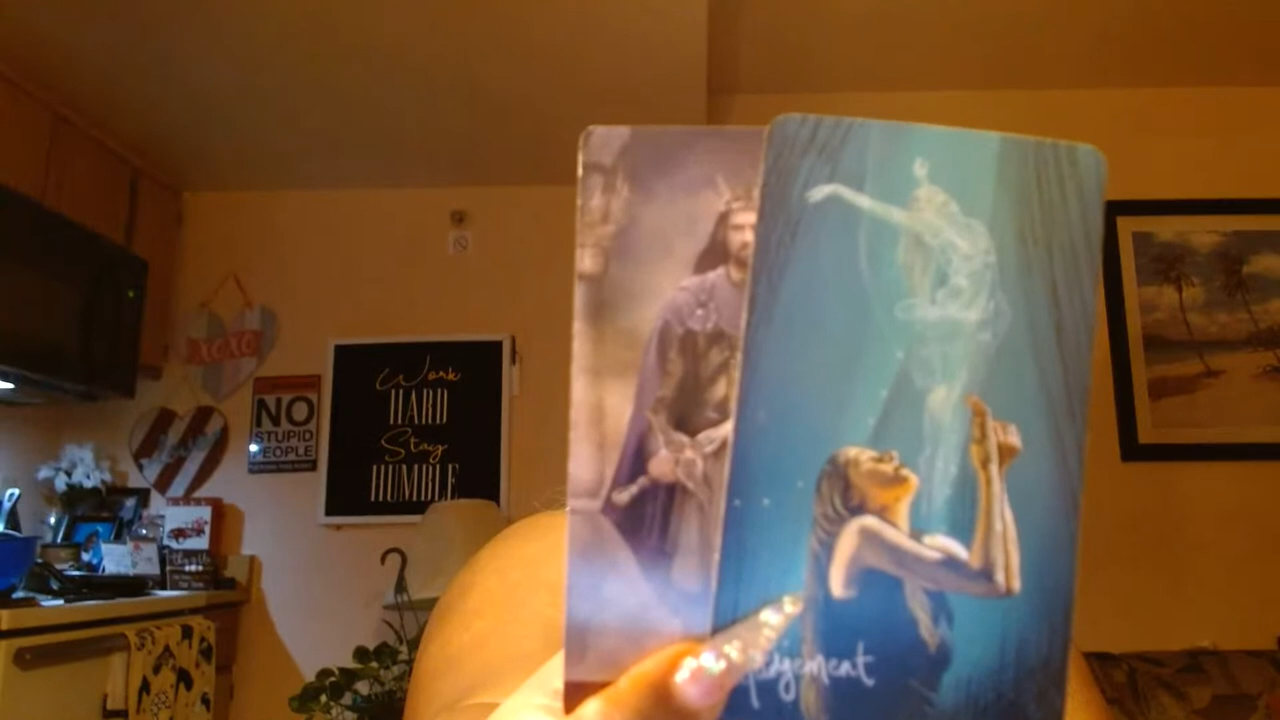 XOXO
NO
STUPID
PEOPLE
Work
HARD
Stay
HUMBLE
Judgement